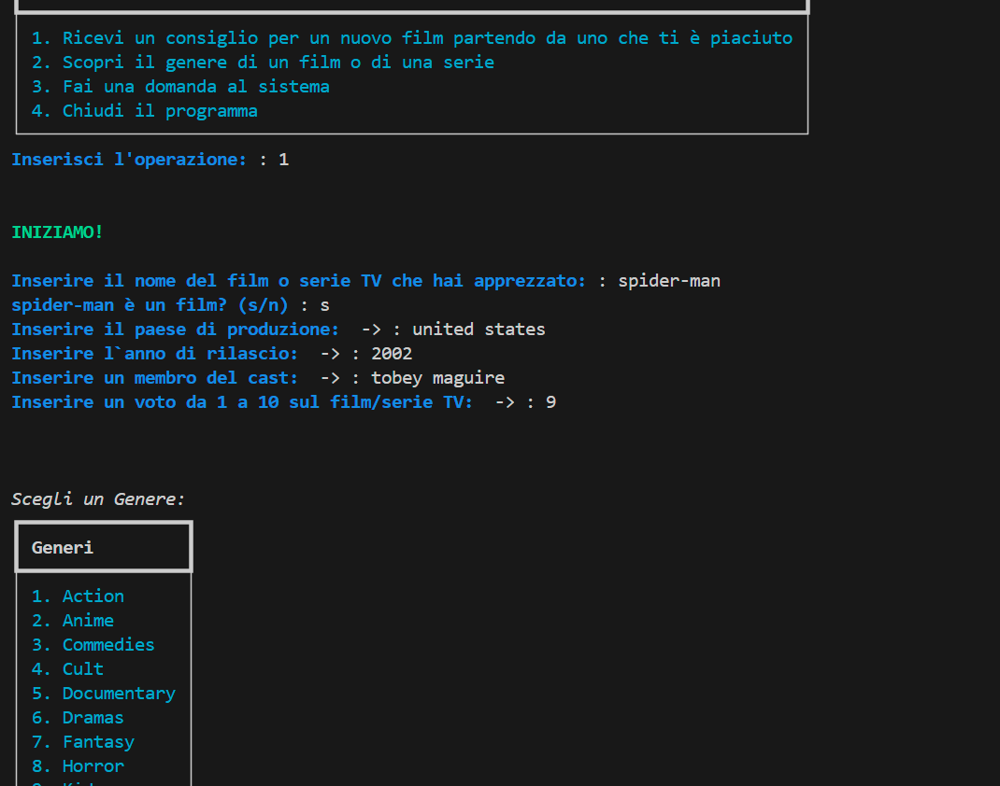 1. Ricevi un consiglio per un nuovo film partendo da uno che ti è piaciuto
2. Scopri il genere di un film o di una serie
3. Fai una domanda al sistema
4. Chiudi il programma
Inserisci l'operazione: : 1
INIZIAMO!
Inserire il nome del film o serie TV che hai apprezzato: : spider-man
spider-man è un film? (s/n) : s
Inserire il paese di produzione:  -> : united states
Inserire l`anno di rilascio:  -> : 2002
Inserire un membro del cast:  -> : tobey maguire
Inserire un voto da 1 a 10 sul film/serie TV:  -> : 9
Scegli un Genere:
Generi
1. Action
2. Anime
3. Commedies
4. Cult
5. Documentary
6. Dramas
7. Fantasy
8. Horror